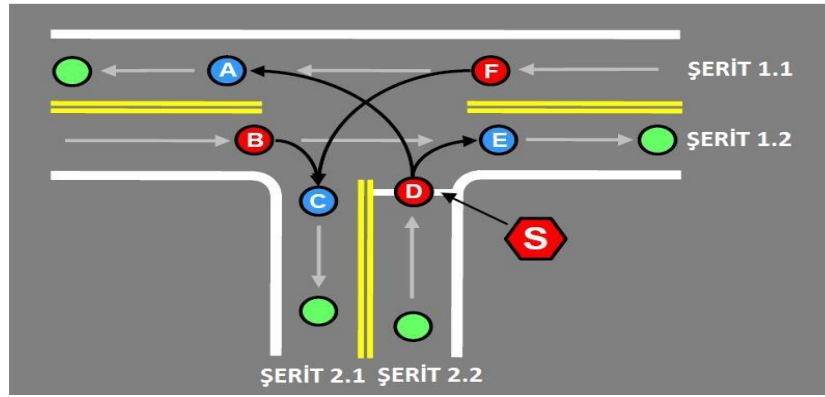 A
F
ŞERİT 1.1
B
E
ŞERİT 1.2
C
D
S
ŞERİT 2.1
ŞERİT 2.2